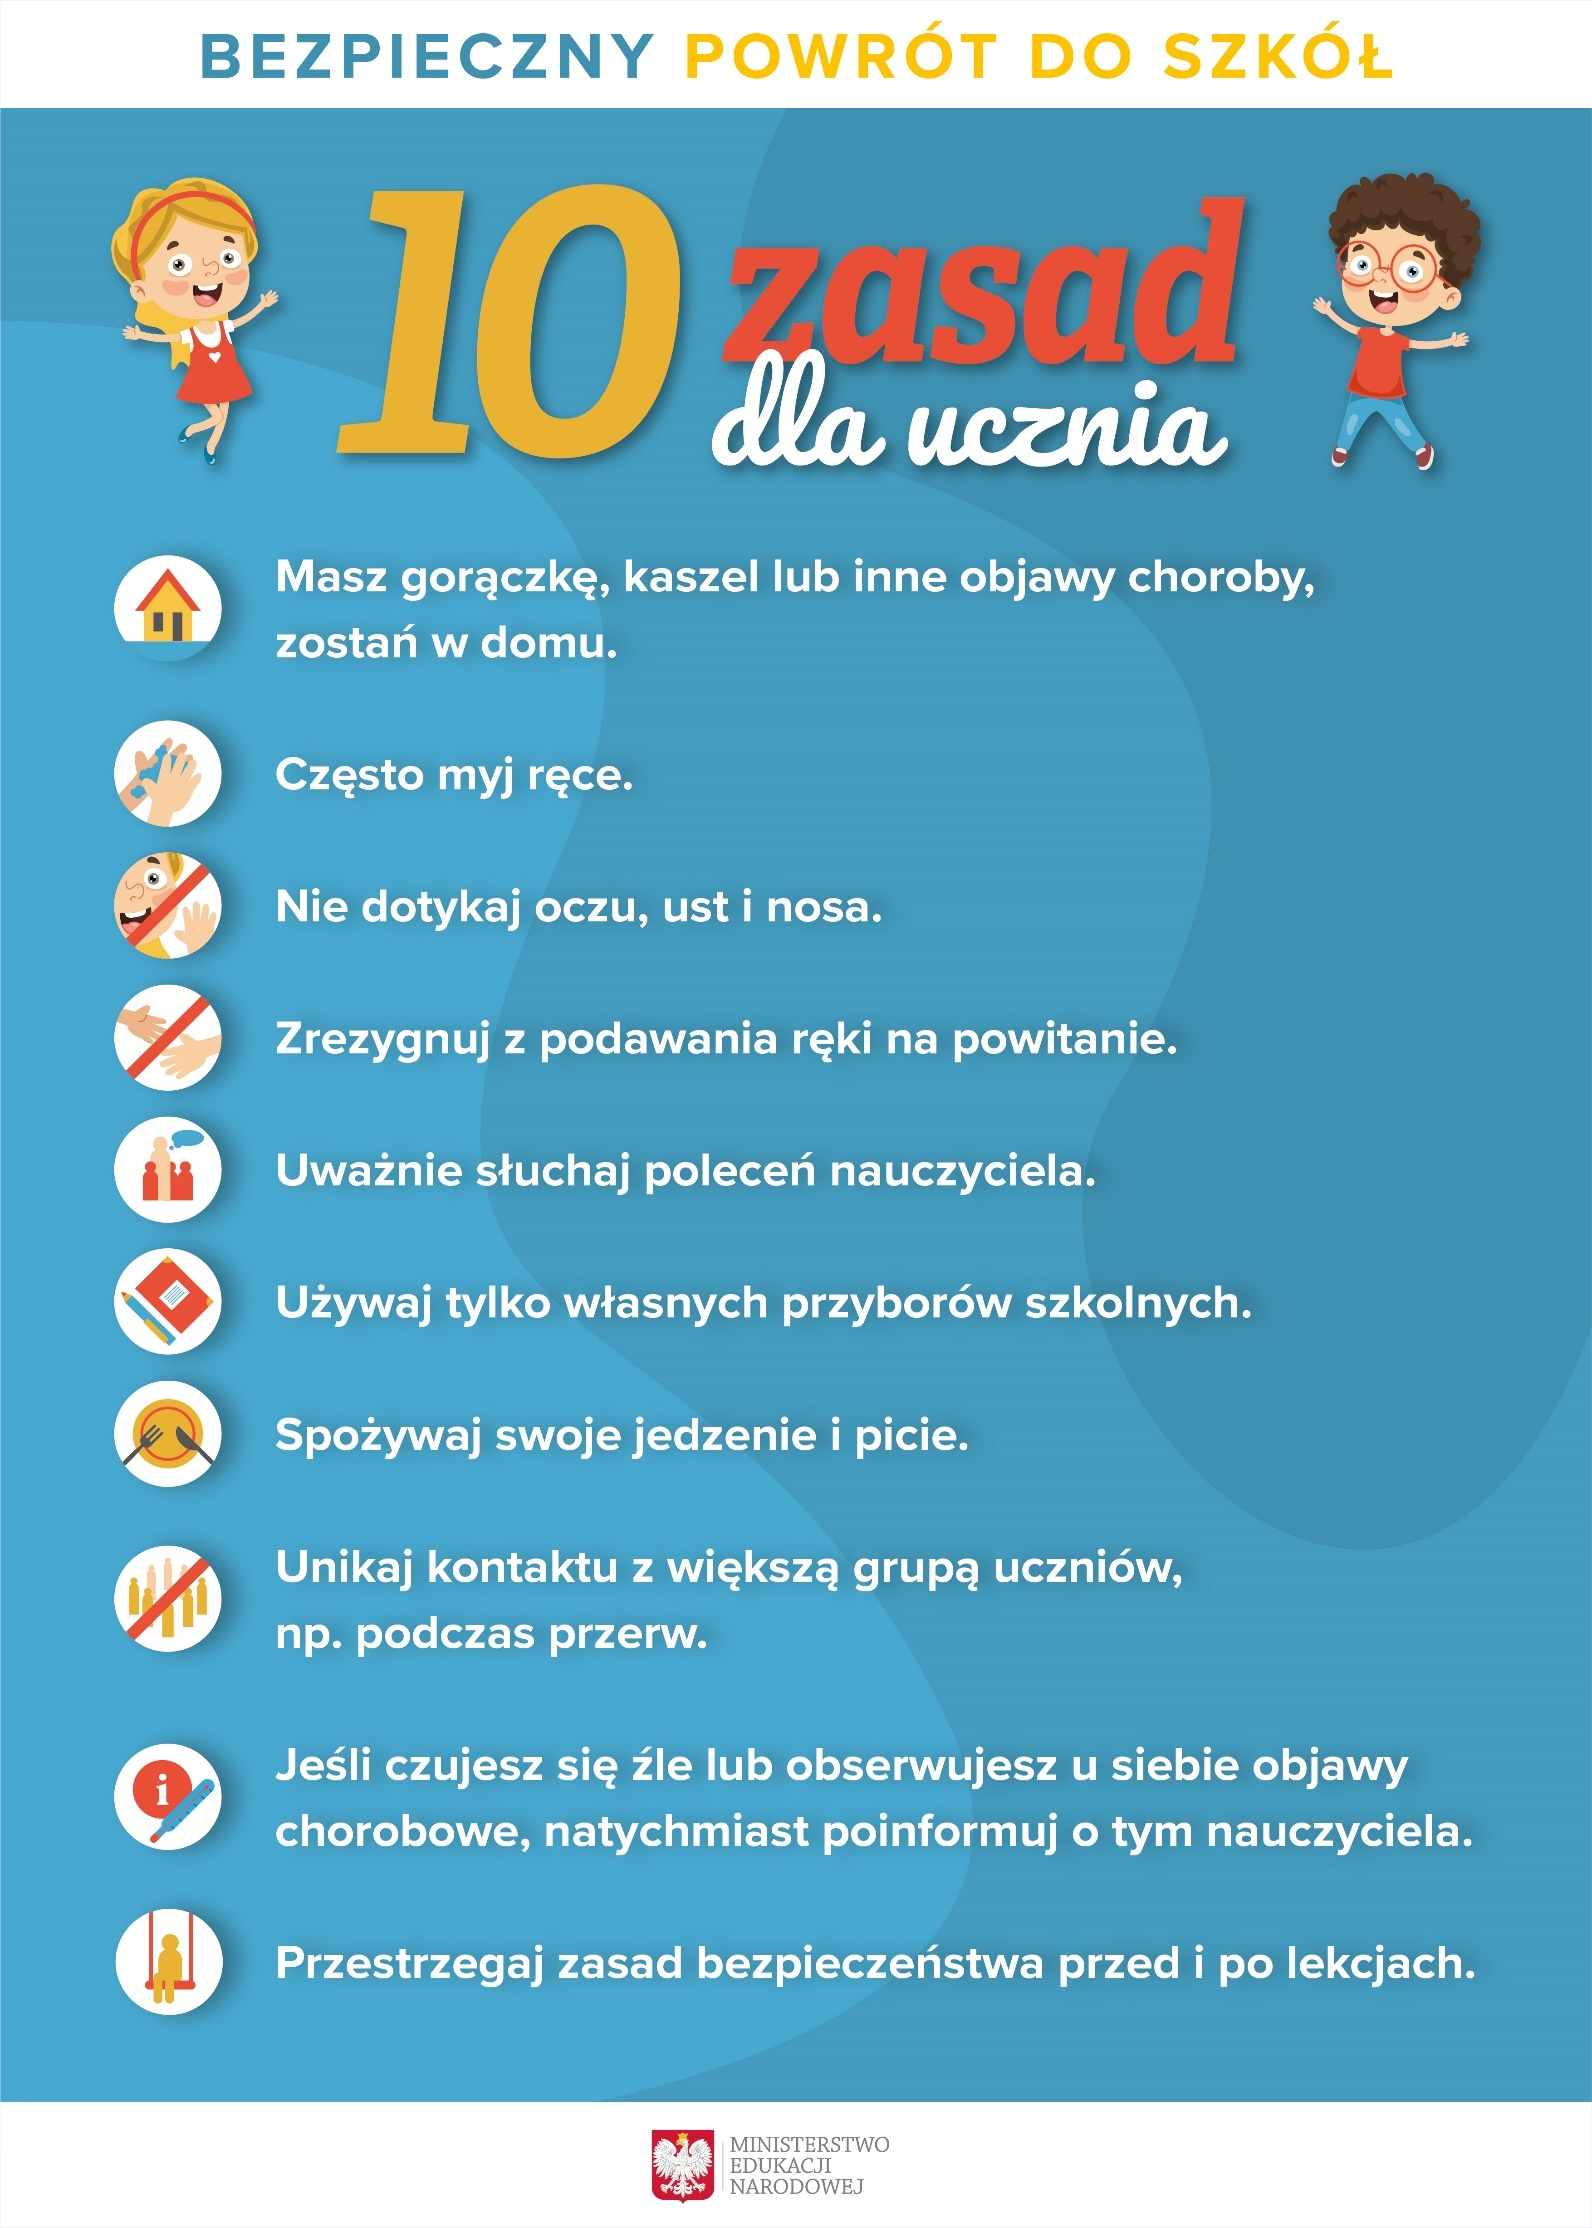 BEZPIECZNY POWRÓT DO SZKÓŁ
10 zasad
dla ucznia
Masz gorączkę, kaszel lub inne objawy choroby,
zostań w domu.
Często myj ręce.
Nie dotykaj oczu, ust i nosa.
Zrezygnuj z podawania ręki na powitanie.
Uważnie słuchaj poleceń nauczyciela.
Używaj tylko własnych przyborów szkolnych.
Spożywaj swoje jedzenie i picie.
Unikaj kontaktu z większą grupą uczniów,
np. podczas przerw.
i
Jeśli czujesz się źle lub obserwujesz u siebie objawy
chorobowe, natychmiast poinformuj o tym nauczyciela.
Przestrzegaj zasad bezpieczeństwa przed i po lekcjach.
MINISTERSTWO
EDUKACJI
NARODOWEJ